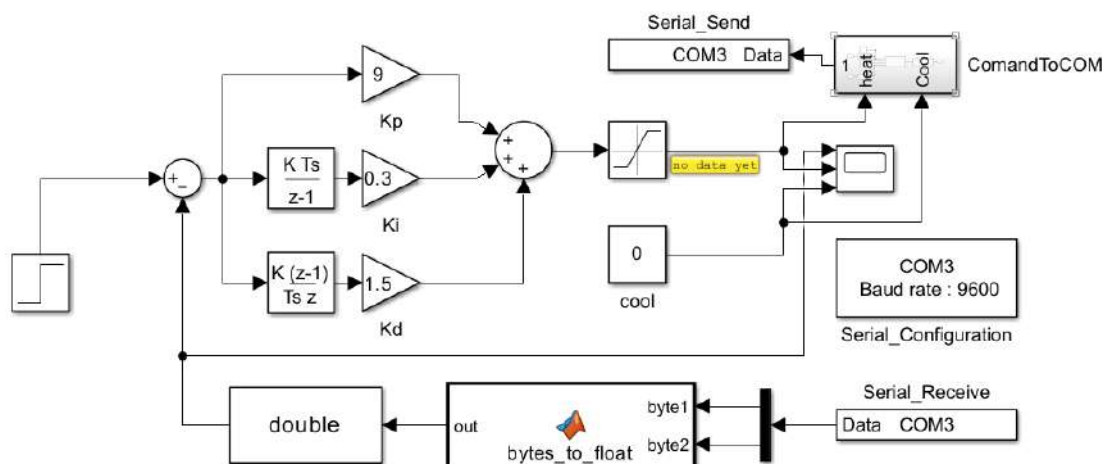 Serial_Send
COM3 Data
1
heat
Cool
ComandToCOM
9
Kp
+
+
+
no data yet
+
−
K Ts
z-1
0.3
Ki
K (z-1)
Ts z
1.5
Kd
0
cool
COM3
Baud rate : 9600
Serial_Configuration
double
out
byte1
byte2
bytes_to_float
Serial_Receive
Data COM3